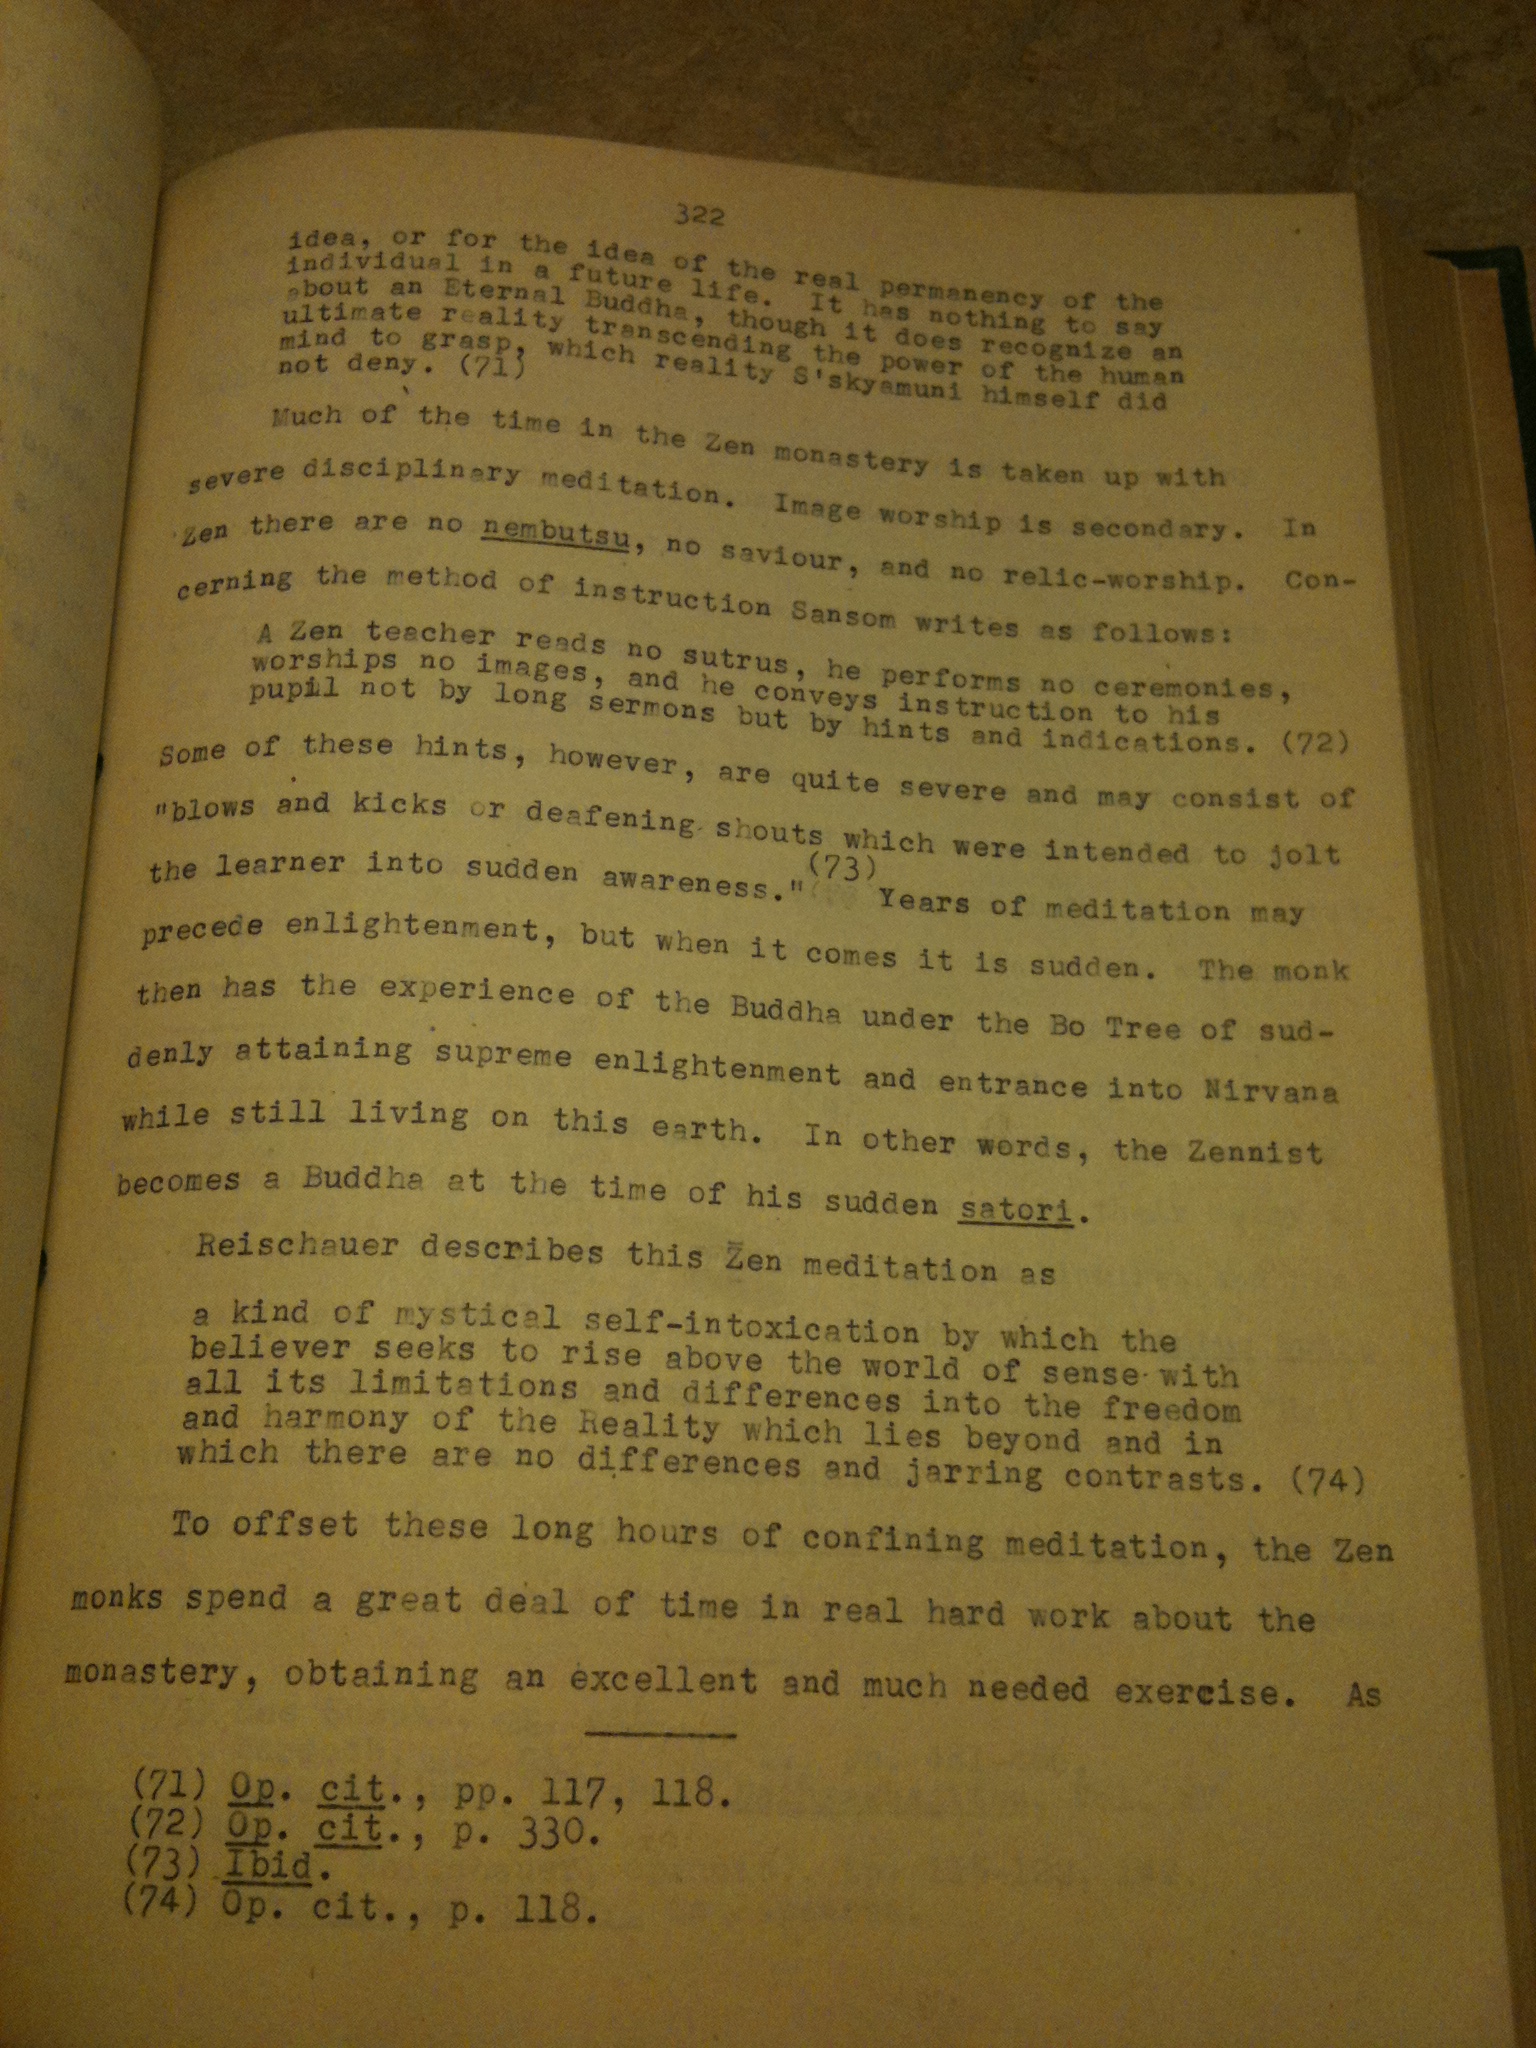 322
idea, or for the idea of the real permanency of the
individual in a future life. It has nothing to say
about an Eternal Buddha, though it does recognize an
ultimate reality transcending the power of the human
mind to grasp, which reality S'skyamuni himself did
not deny. (71)
Much of the time in the Zen monastery is taken up with
severe disciplinary meditation. Image worship is secondary. In
Zen there are no nembutsu, no saviour, and no relic-worship. Con-
cerning the method of instruction Sansom writes as follows:
A Zen teacher reads no sutrus, he performs no ceremonies,
worships no images, and he conveys instruction to his
pupil not by long sermons but by hints and indications. (72)
Some of these hints, however, are quite severe and may consist of
"blows and kicks or deafening shouts which were intended to jolt
the learner into sudden awareness."(73) Years of meditation may
precede enlightenment, but when it comes it is sudden. The monk
then has the experience of the Buddha under the Bo Tree of sud-
denly attaining supreme enlightenment and entrance into Nirvana
while still living on this earth. In other words, the Zennist
becomes a Buddha at the time of his sudden satori.
Reischauer describes this Zen meditation as
a kind of mystical self-intoxication by which the
believer seeks to rise above the world of sense with
all its limitations and differences into the freedom
and harmony of the Reality which lies beyond and in
which there are no differences and jarring contrasts. (74)
To offset these long hours of confining meditation, the Zen
monks spend a great deal of time in real hard work about the
monastery, obtaining an excellent and much needed exercise. As
(71) Op. cit., pp. 117, 118.
(72) Op. cit., p. 330.
(73) Ibid.
(74) Op. cit., p. 118.